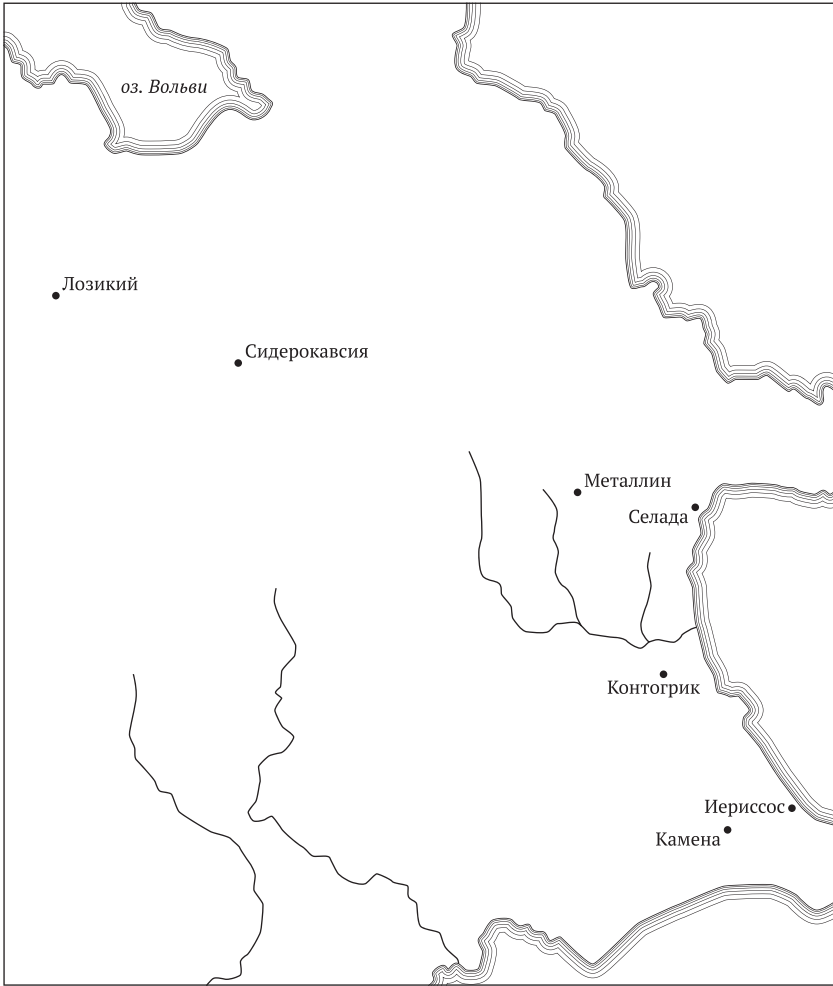 оз. Вольви
Лозикий
Сидерокавсия
Металлин
Селада
Контогрик
Иериссос
Камена